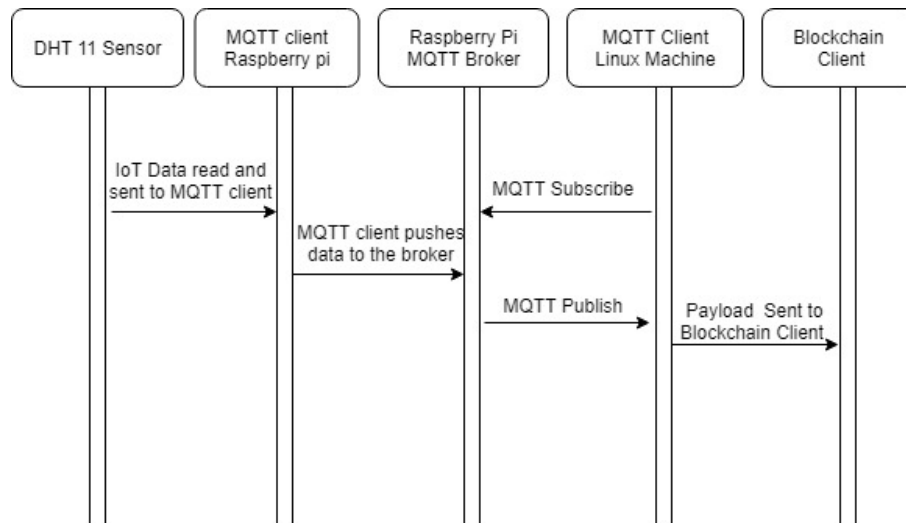 DHT 11 Sensor
MQTT client
Raspberry pi
Raspberry Pi
MQTT Broker
MQTT Client
Linux Machine
Blockchain
Client
IoT Data read and
sent to MQTT client
MQTT Subscribe
MQTT client pushes
data to the broker
MQTT Publish
Payload Sent to
Blockchain Client